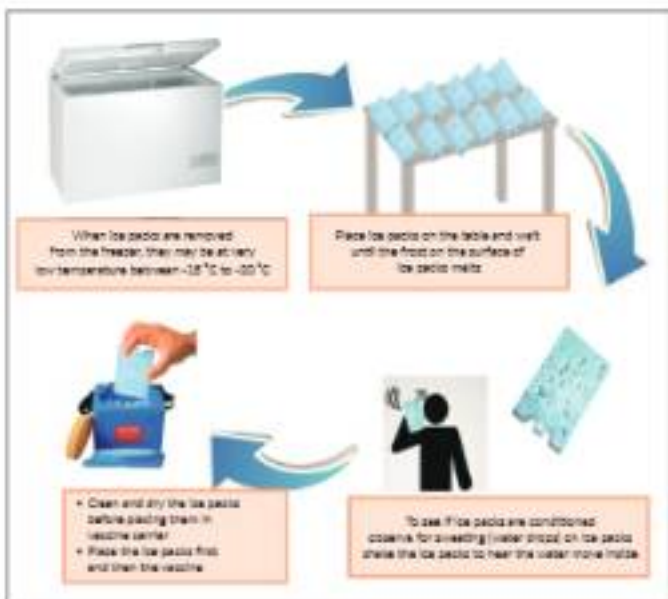 When ice packs are removed
from the freezer, they may be at very
low temperature between
Place ice packs on the table and wait
until the frost on the surface of
ice packs melts
To see if ice packs are conditioned
observe for sweating (water drops) on ice packs
shake the ice packs to hear the water move inside
• Clean and dry the ice packs
before placing them in
vaccine carrier
• Place the ice packs first
and then the vaccine